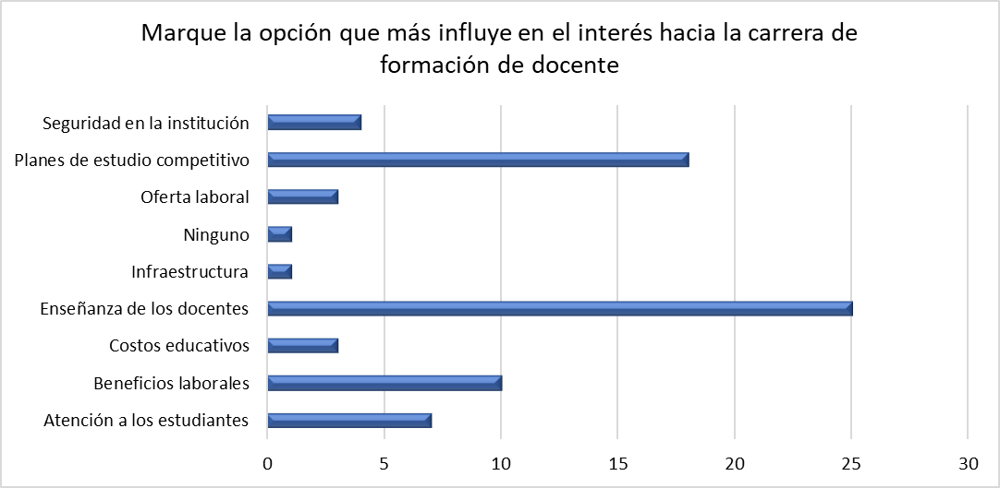 Marque la opción que más influye en el interés hacia la carrera de
formación de docente
Seguridad en la institución
Planes de estudio competitivo
Oferta laboral
Ninguno
Infraestructura
Enseñanza de los docentes
Costos educativos
Beneficios laborales
Atención a los estudiantes
0 5 10 15 20 25 30